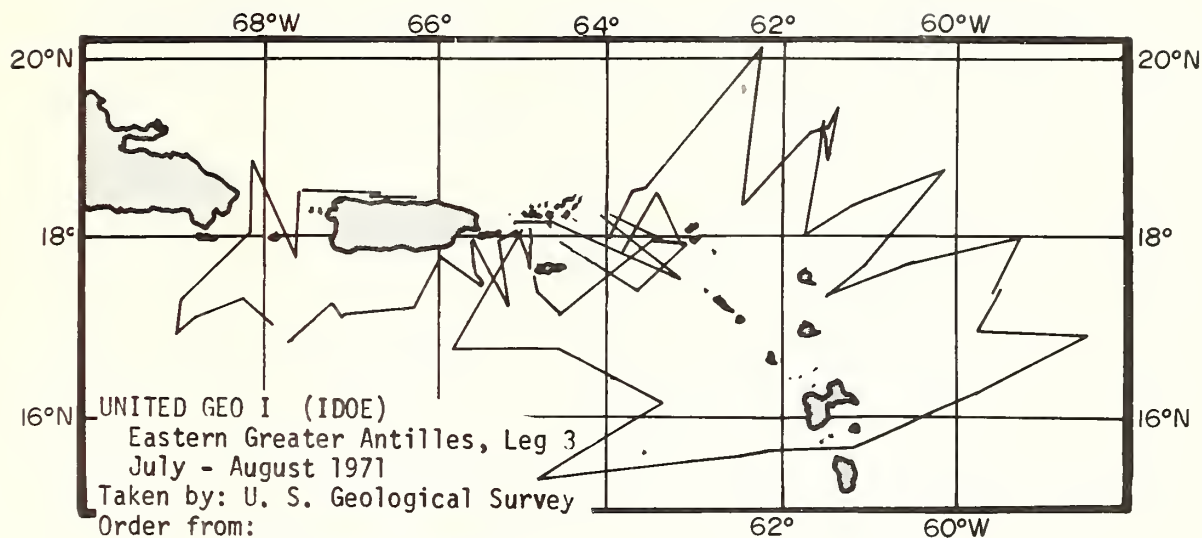 68°W 66° 64° 62° 60°W
20°N 20°N
18° 18°
16°N 16°N
UNITED GEO I (IDOE)
Eastern Greater Antilles, Leg 3
July - August 1971
Taken by: U. S. Geological Survey
Order from:
62° 60°W